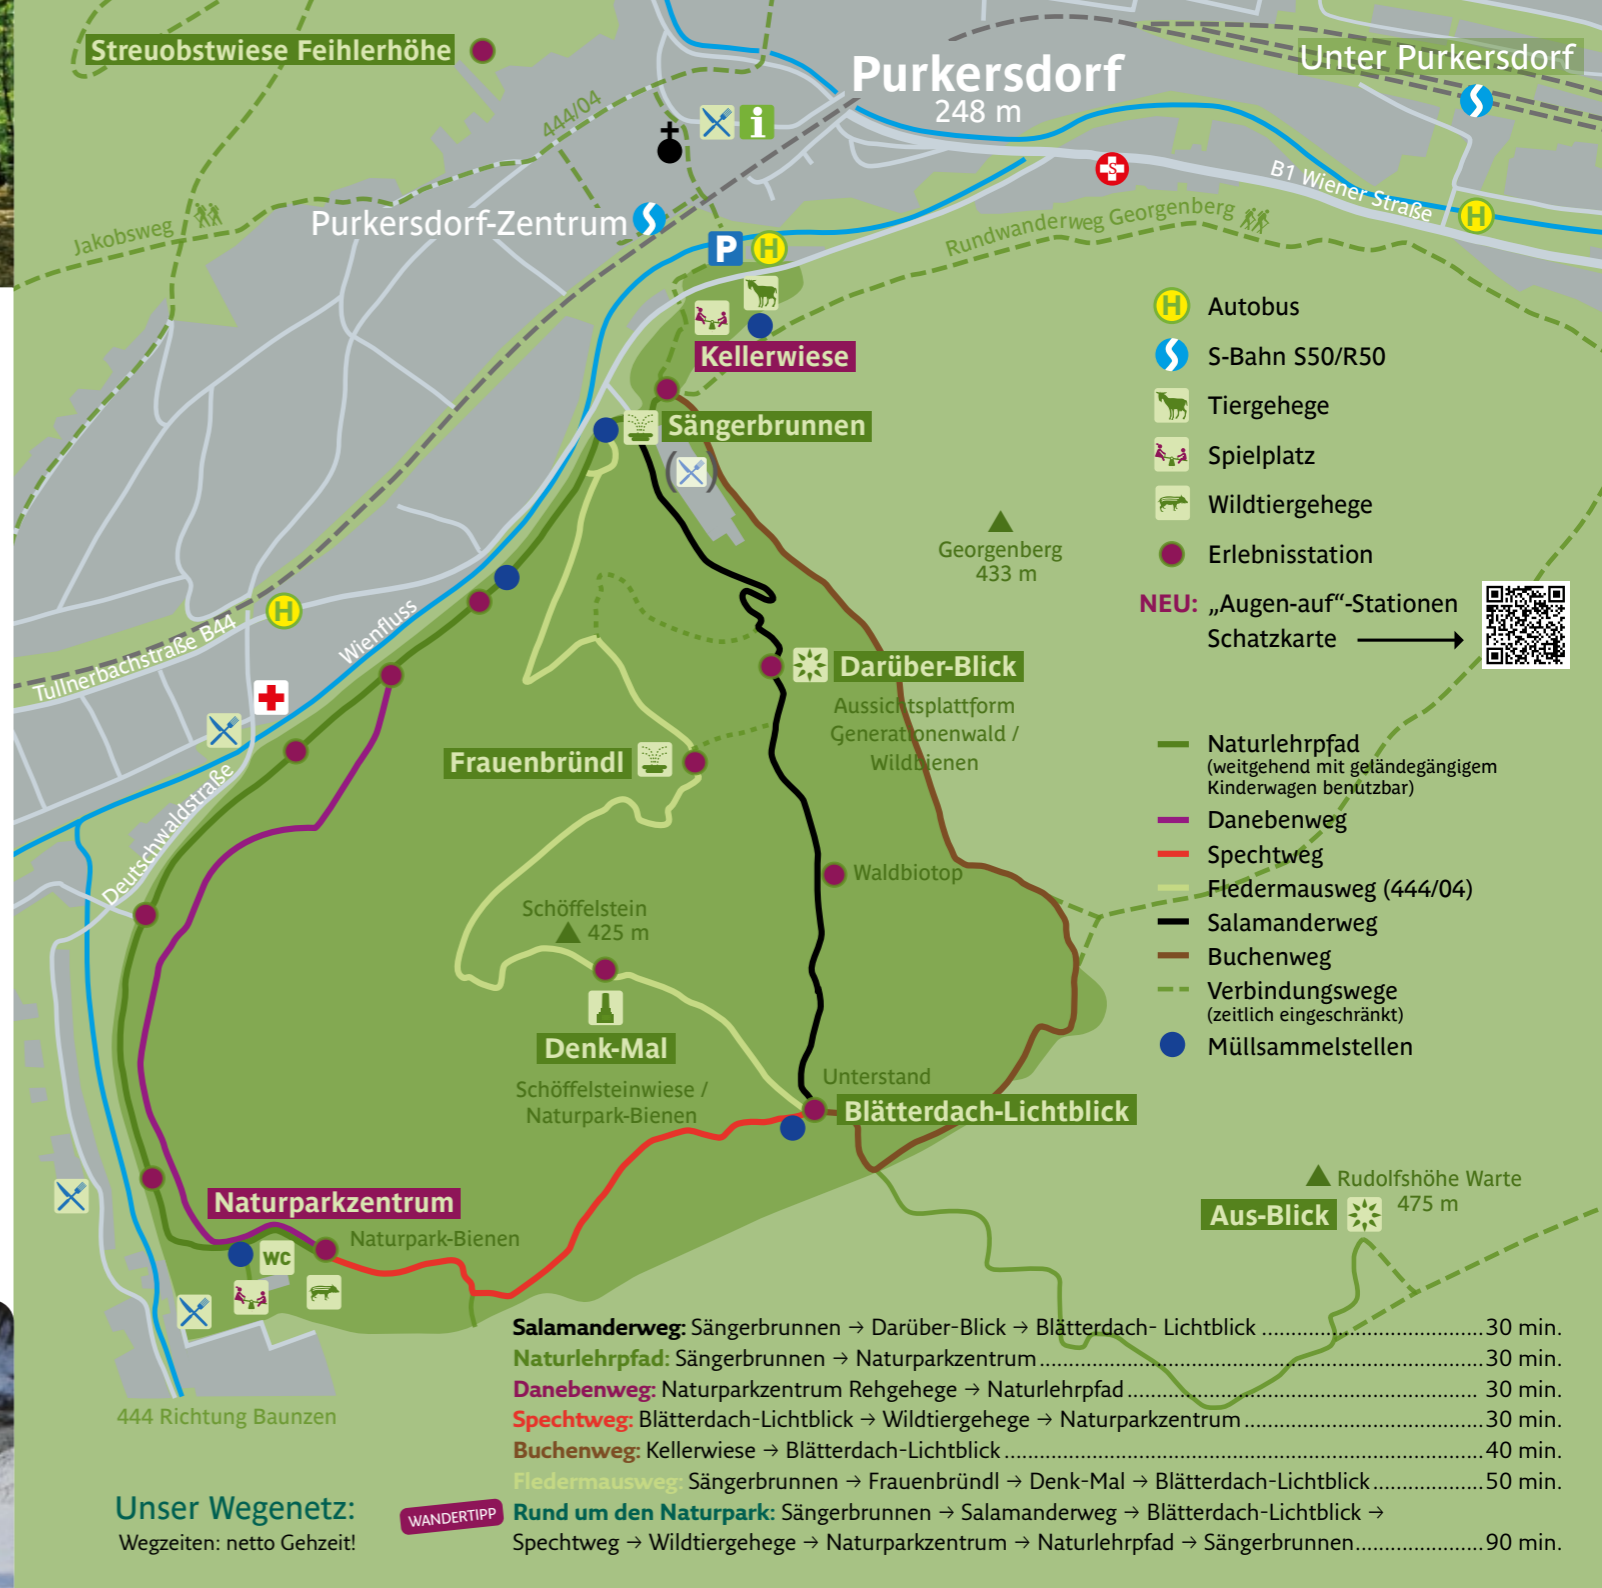 Streuobstwiese Feihlerhöhe
Purkersdorf
248 m
Unter Purkersdorf
444/04
i
S
B1 Wiener Straße
H
Jakobsweg
Purkersdorf-Zentrum
Rundwanderweg Georgenberg
P
H
Kellerwiese
Sängerbrunnen
H Autobus
S-Bahn S50/R50
Tiergehege
Spielplatz
Wildtiergehege
Erlebnisstation
NEU: „Augen-auf“-Stationen
Schatzkarte
Georgenberg
433 m
H
Tullnerbachstraße B44
Wienfluss
Darüber-Blick
Aussichtsplattform
Generationenwald /
Wildbienen
Frauenbründl
Deutschwaldstraße
Naturlehrpfad
(weitgehend mit geländegängigem
Kinderwagen benutzbar)
Danebenweg
Spechtweg
Fledermausweg (444/04)
Salamanderweg
Buchenweg
Verbindungswege
(zeitlich eingeschränkt)
Müllsammelstellen
Waldbiotop
Schöffelstein
425 m
Denk-Mal
Schöffelsteinwiese /
Naturpark-Bienen
Unterstand
Blätterdach-Lichtblick
Rudolfshöhe Warte
475 m
Aus-Blick
Naturparkzentrum
Naturpark-Bienen
WC
444 Richtung Baunzen
Salamanderweg: Sängerbrunnen → Darüber-Blick → Blätterdach- Lichtblick ................................... 30 min.
Naturlehrpfad: Sängerbrunnen → Naturparkzentrum ...................................................................... 30 min.
Danebenweg: Naturparkzentrum Rehgehege → Naturlehrpfad ....................................................... 30 min.
Spechtweg: Blätterdach-Lichtblick → Wildtiergehege → Naturparkzentrum ...................................... 30 min.
Buchenweg: Kellerwiese → Blätterdach-Lichtblick ............................................................................ 40 min.
Fledermausweg: Sängerbrunnen → Frauenbründl → Denk-Mal → Blätterdach-Lichtblick ................. 50 min.
Unser Wegenetz:
Wegzeiten: netto Gehzeit!
WANDERTIPP
Rund um den Naturpark: Sängerbrunnen → Salamanderweg → Blätterdach-Lichtblick →
Spechtweg → Wildtiergehege → Naturparkzentrum → Naturlehrpfad → Sängerbrunnen .................... 90 min.